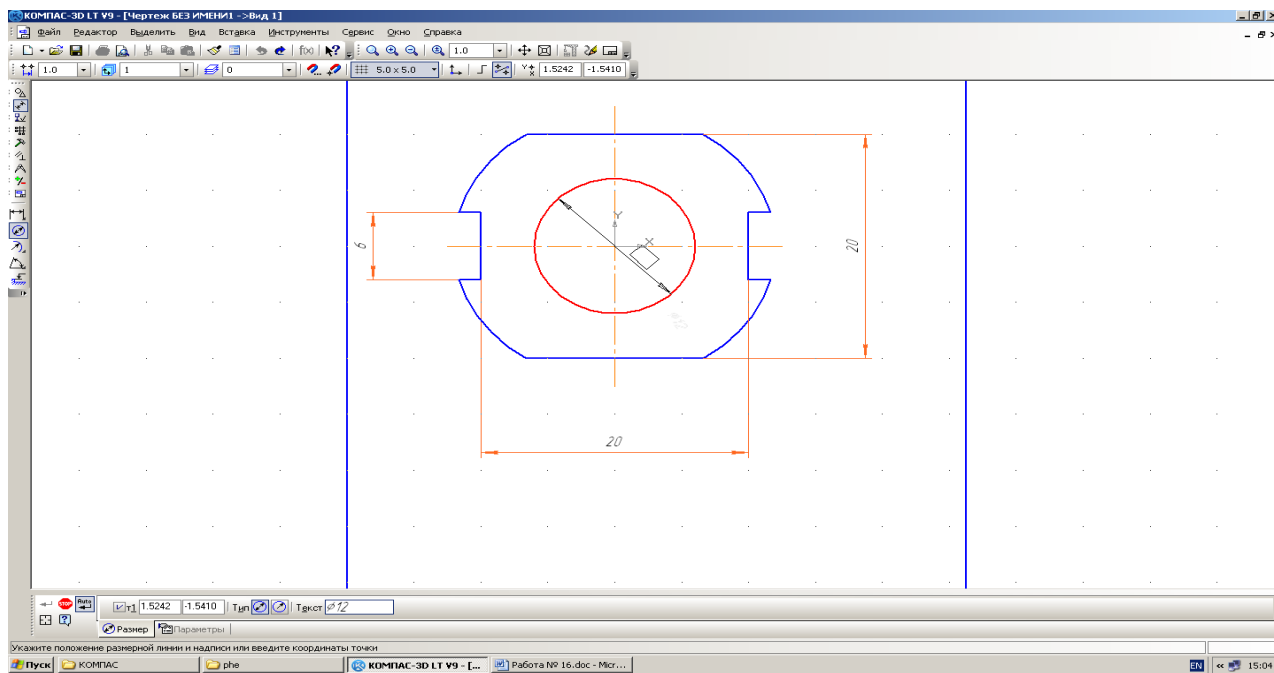 КОМПАС-3D LT V9 - [Чертеж БЕЗ ИМЕНИ1 ->Вид 1]
Файл Редактор Выделить Вид Вставка Инструменты Сервис Окно Справка
f(x) 1.0
1.0 1 0 5.0 x 5.0 1.5242 -1.5410
Y
X
6
20
20
STOP Auto т1 1.5242 -1.5410 Тип Текст ⌀12
Размер Параметры
Укажите положение размерной линии и надписи или введите координаты точки
Пуск КОМПАС phe КОМПАС-3D LT V9 - [... Работа № 16.doc - Micr... EN « 15:04